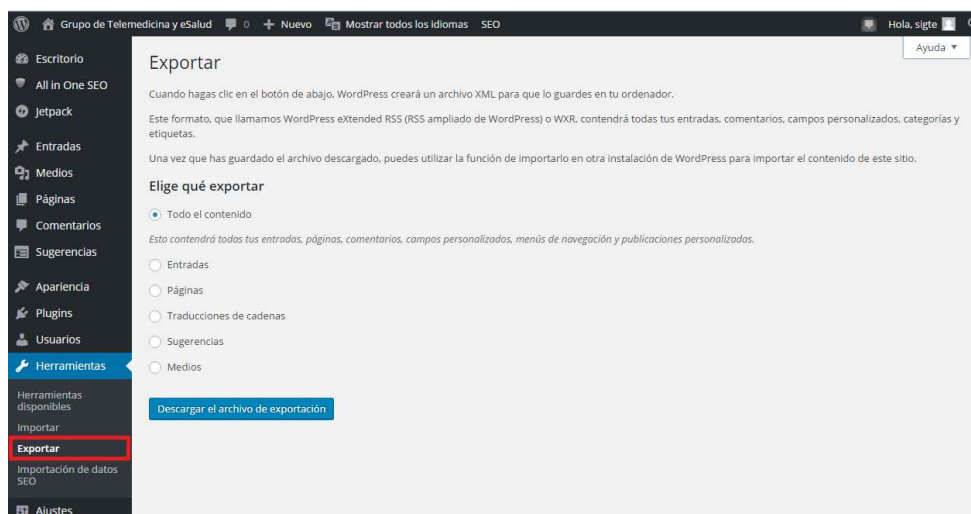 Grupo de Telemedicina y eSalud 0 Nuevo Mostrar todos los idiomas SEO Hola, sigte
Ayuda
Escritorio
All in One SEO
Jetpack
Entradas
Medios
Páginas
Comentarios
Sugerencias
Apariencia
Plugins
Usuarios
Herramientas
Herramientas
disponibles
Importar
Exportar
Importación de datos
SEO
Ajustes
Exportar
Cuando hagas clic en el botón de abajo, WordPress creará un archivo XML para que lo guardes en tu ordenador.
Este formato, que llamamos WordPress eXtended RSS (RSS ampliado de WordPress) o WXR, contendrá todas tus entradas, comentarios, campos personalizados, categorías y
etiquetas.
Una vez que has guardado el archivo descargado, puedes utilizar la función de importarlo en otra instalación de WordPress para importar el contenido de este sitio.
Elige qué exportar
Todo el contenido
Esto contendrá todas tus entradas, páginas, comentarios, campos personalizados, menús de navegación y publicaciones personalizadas.
Entradas
Páginas
Traducciones de cadenas
Sugerencias
Medios
Descargar el archivo de exportación